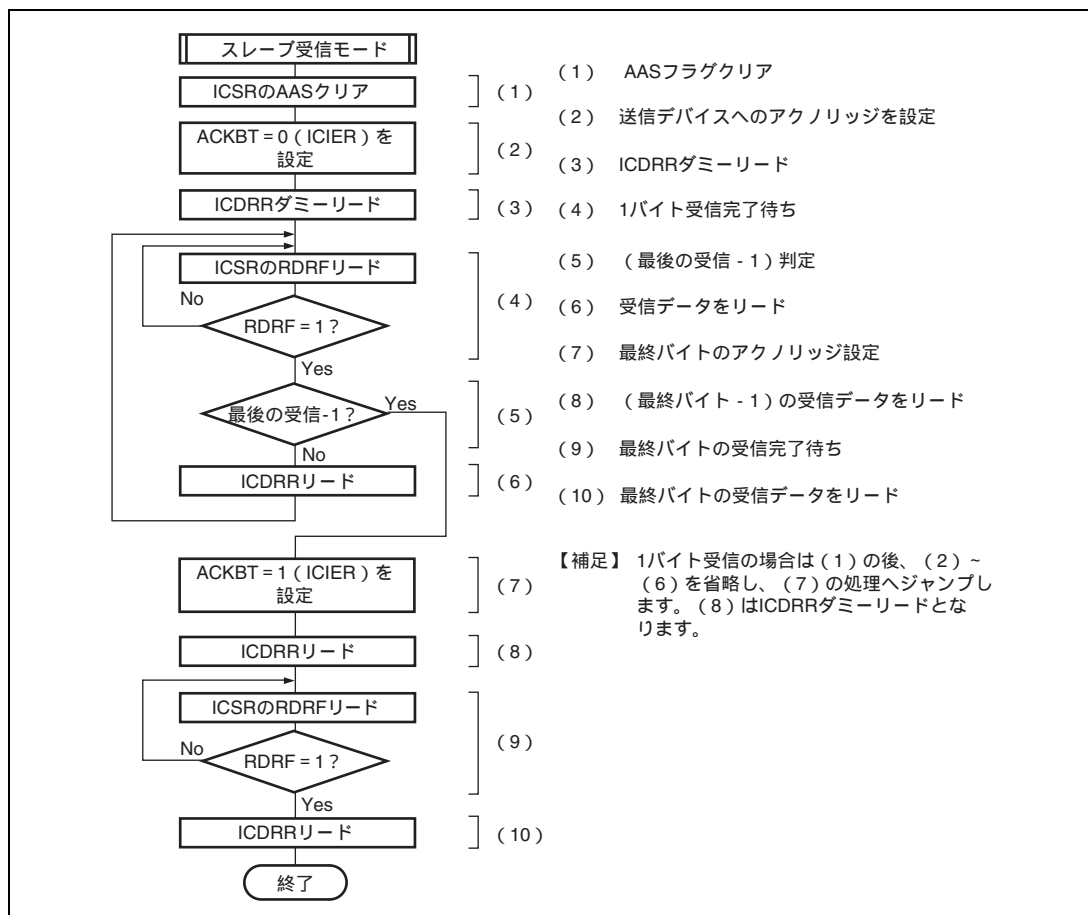 スレーブ受信モード
ICSRのAASクリア
(1)
ACKBT = 0 ( ICIER ) を
設定
(2)
ICDRRダミーリード
(3)
ICSRのRDRFリード
No
RDRF = 1 ?
(4)
Yes
最後の受信-1 ?
Yes
(5)
No
ICDRRリード
(6)
ACKBT = 1 ( ICIER ) を
設定
(7)
ICDRRリード
(8)
ICSRのRDRFリード
No
RDRF = 1 ?
(9)
Yes
ICDRRリード
(10)
終了
(1) AASフラグクリア
(2) 送信デバイスへのアクノリッジを設定
(3) ICDRRダミーリード
(4) 1バイト受信完了待ち
(5) (最後の受信 - 1) 判定
(6) 受信データをリード
(7) 最終バイトのアクノリッジ設定
(8) (最終バイト - 1) の受信データをリード
(9) 最終バイトの受信完了待ち
(10) 最終バイトの受信データをリード
【補足】 1バイト受信の場合は(1)の後、(2)~
(6)を省略し、(7)の処理へジャンプし
ます。(8)はICDRRダミーリードとな
ります。